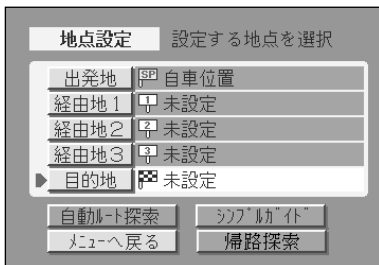 地点設定 設定する地点を選択
出発地 SP 自車位置
経由地1 1 未設定
経由地2 2 未設定
経由地3 3 未設定
目的地 未設定
自動ルート探索 シンプルガイド
メニューへ戻る 帰路探索